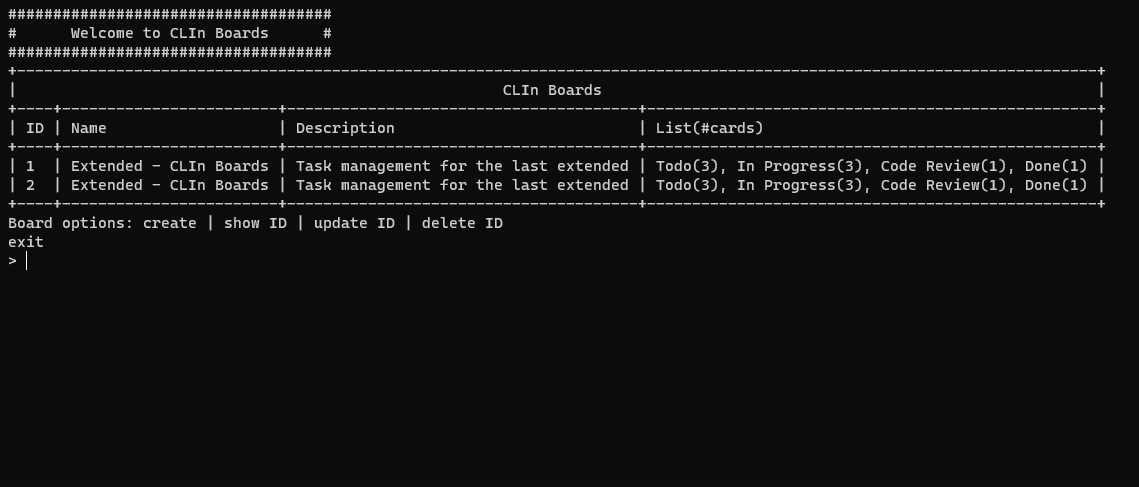 ####################################
#      Welcome to CLIn Boards      #
####################################
+------------------------------------------------------------------------------------------------------------------------+
|                                                      CLIn Boards                                                       |
+----+------------------------+---------------------------------------+--------------------------------------------------+
| ID | Name                   | Description                           | List(#cards)                                     |
+----+------------------------+---------------------------------------+--------------------------------------------------+
| 1  | Extended - CLIn Boards | Task management for the last extended | Todo(3), In Progress(3), Code Review(1), Done(1) |
| 2  | Extended - CLIn Boards | Task management for the last extended | Todo(3), In Progress(3), Code Review(1), Done(1) |
+----+------------------------+---------------------------------------+--------------------------------------------------+
Board options: create | show ID | update ID | delete ID
exit
>